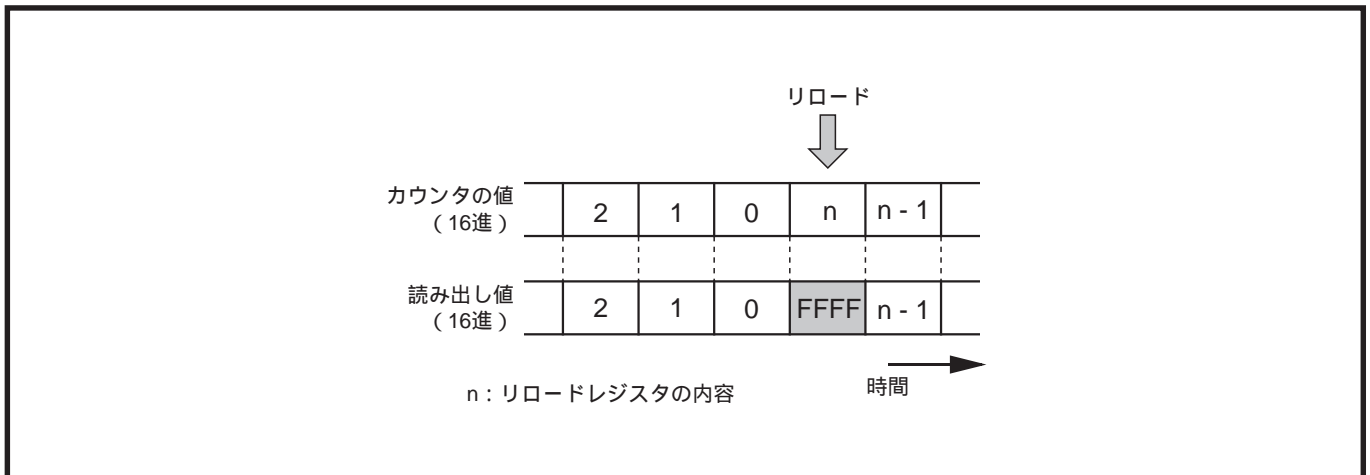 リロード
カウンタの値
（16進）
2 1 0 n n - 1
読み出し値
（16進）
2 1 0 FFFF n - 1
時間
n：リロードレジスタの内容